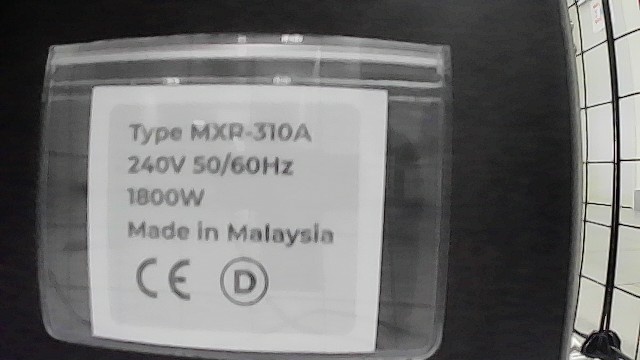 Type MXR-310A
240V 50/60Hz
1800W
Made in Malaysia
CE D